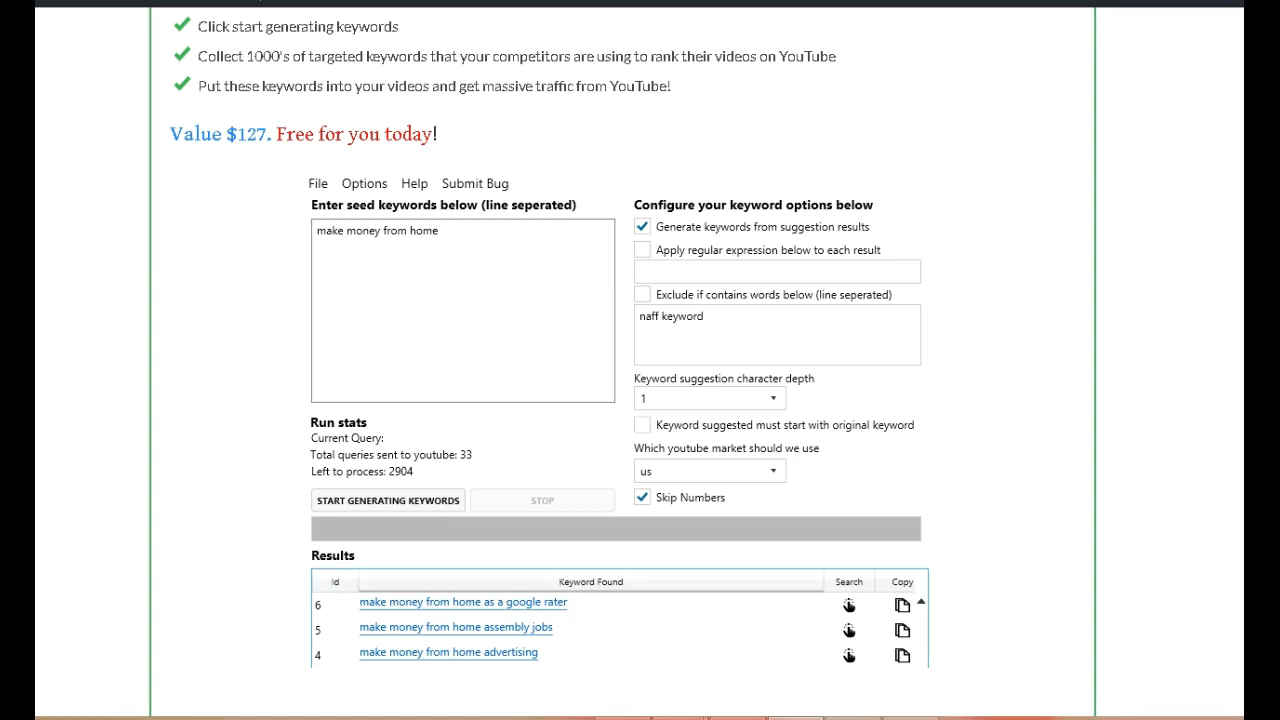 Click start generating keywords
Collect 1000's of targeted keywords that your competitors are using to rank their videos on YouTube
Put these keywords into your videos and get massive traffic from YouTube!
Value $127. Free for you today!
File Options Help Submit Bug
Enter seed keywords below (line seperated)
make money from home
Configure your keyword options below
Generate keywords from suggestion results
Apply regular expression below to each result
Exclude if contains words below (line seperated)
naff keyword
Keyword suggestion character depth
1
Keyword suggested must start with original keyword
Which youtube market should we use
us
Skip Numbers
Run stats
Current Query:
Total queries sent to youtube: 33
Left to process: 2904
START GENERATING KEYWORDS STOP
Results
Id Keyword Found Search Copy
6 make money from home as a google rater
5 make money from home assembly jobs
4 make money from home advertising